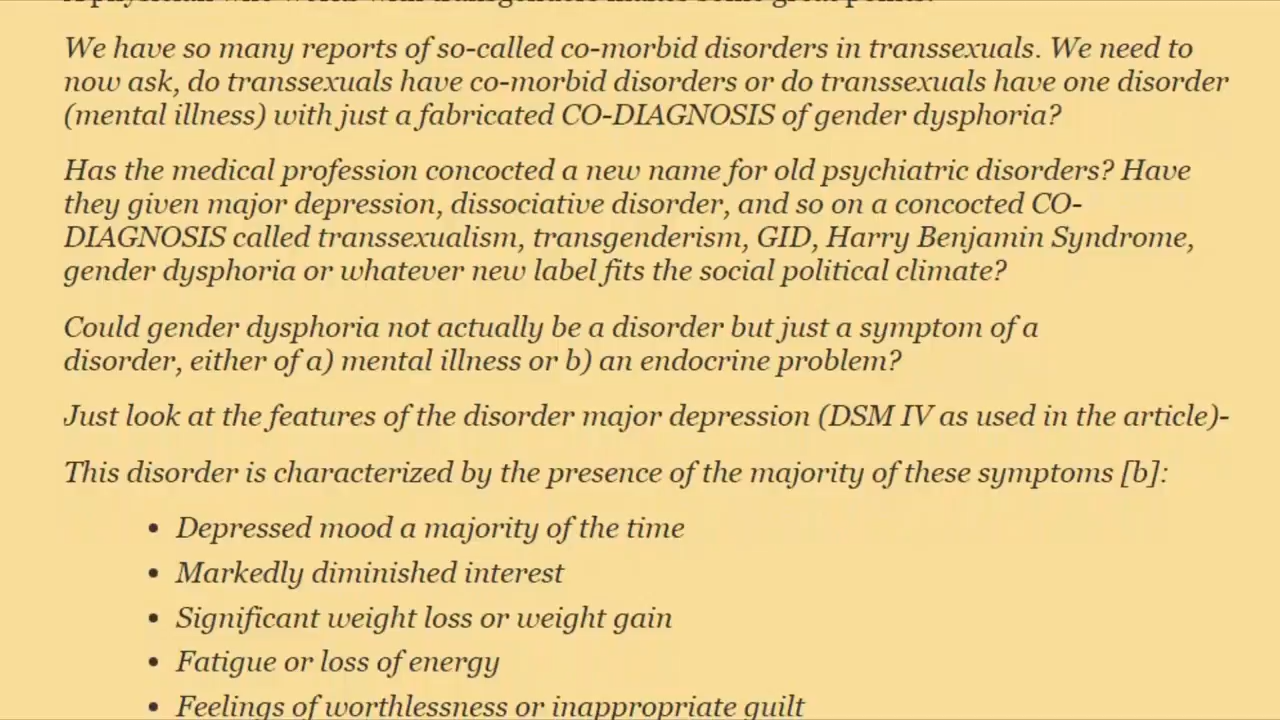 We have so many reports of so-called co-morbid disorders in transsexuals. We need to
now ask, do transsexuals have co-morbid disorders or do transsexuals have one disorder
(mental illness) with just a fabricated CO-DIAGNOSIS of gender dysphoria?
Has the medical profession concocted a new name for old psychiatric disorders? Have
they given major depression, dissociative disorder, and so on a concocted CO-
DIAGNOSIS called transsexualism, transgenderism, GID, Harry Benjamin Syndrome,
gender dysphoria or whatever new label fits the social political climate?
Could gender dysphoria not actually be a disorder but just a symptom of a
disorder, either of a) mental illness or b) an endocrine problem?
Just look at the features of the disorder major depression (DSM IV as used in the article)-
This disorder is characterized by the presence of the majority of these symptoms [b]:
• Depressed mood a majority of the time
• Markedly diminished interest
• Significant weight loss or weight gain
• Fatigue or loss of energy
• Feelings of worthlessness or inappropriate guilt